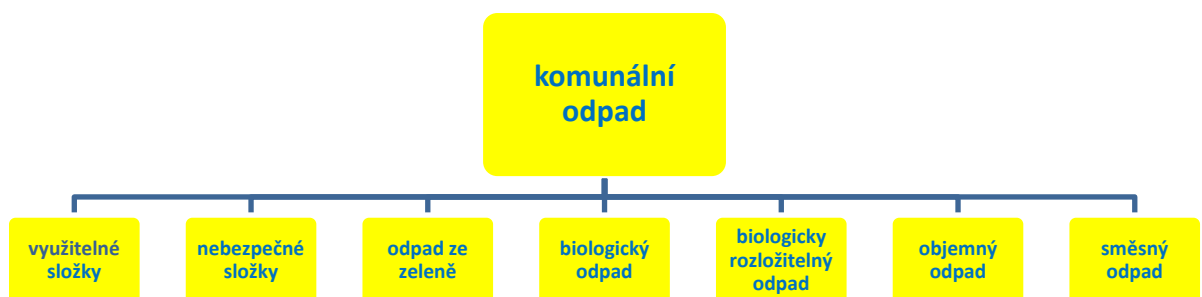 komunální
odpad
využitelné
složky
nebezpečné
složky
odpad ze
zeleně
biologický
odpad
biologicky
rozložitelný
odpad
objemný
odpad
směsný
odpad